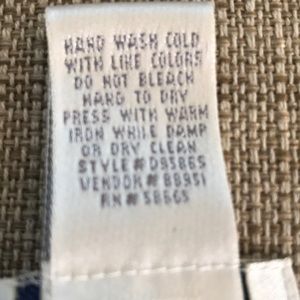 HAND WASH COLD
WITH LIKE COLORS
DO NOT BLEACH
HANG TO DRY
PRESS WITH WARM
IRON WHILE DAMP
OR DRY CLEAN
STYLE# D9586S
VENDOR# 88951
RN# 58665